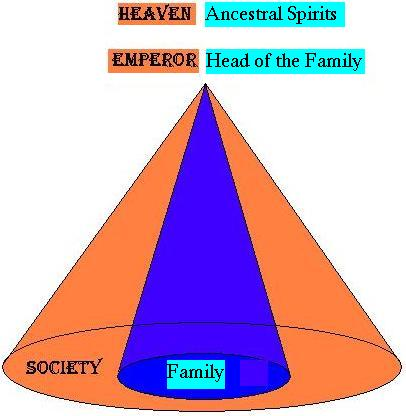 HEAVEN Ancestral Spirits
EMPEROR Head of the Family
SOCIETY
Family